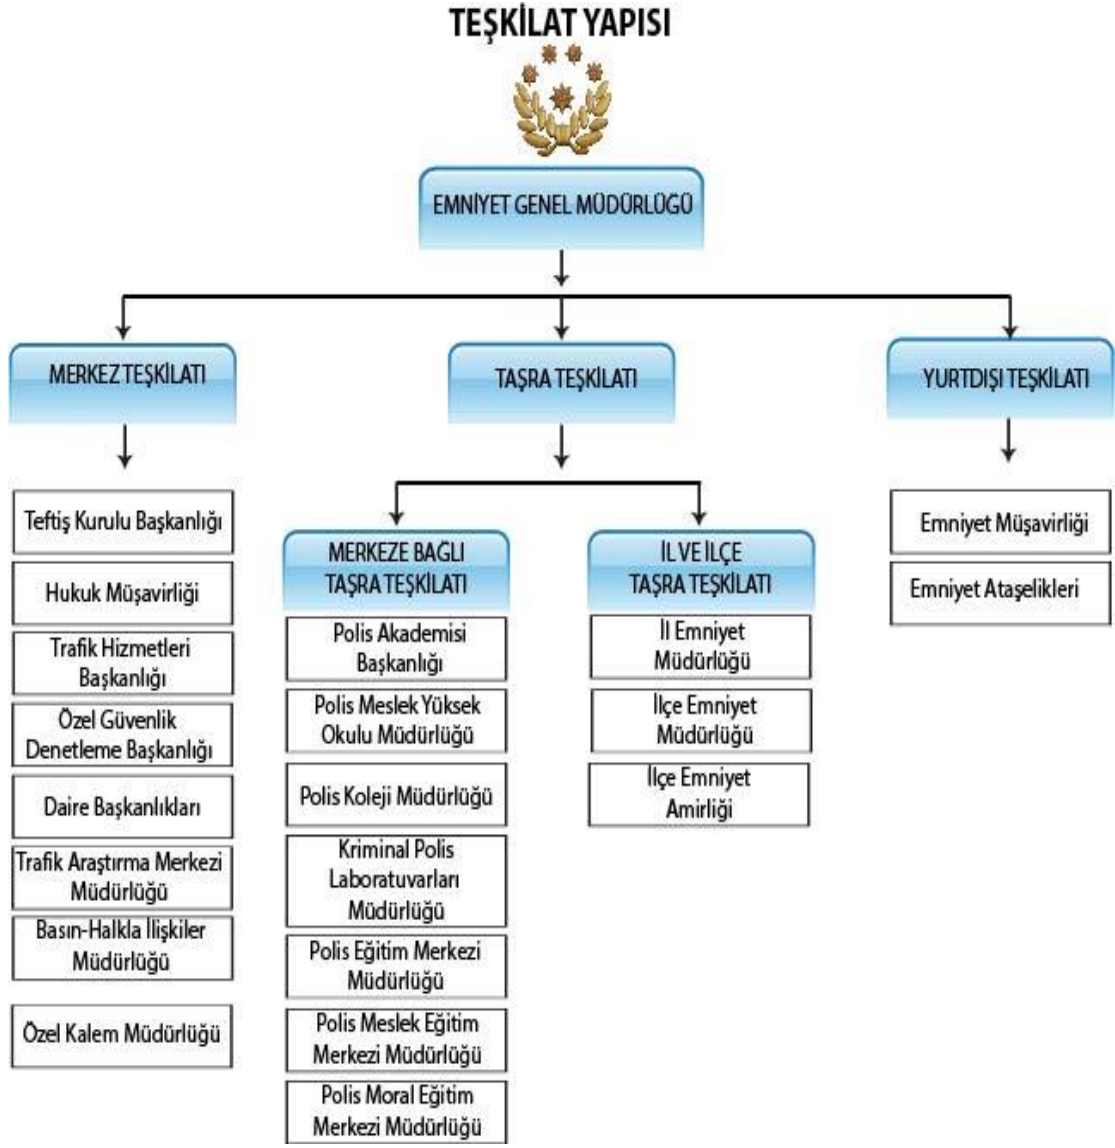 TEŞKİLAT YAPISI
EMNİYET GENEL MÜDÜRLÜĞÜ
MERKEZ TEŞKİLATI
Teftiş Kurulu Başkanlığı
Hukuk Müşavirliği
Trafik Hizmetleri
Başkanlığı
Özel Güvenlik
Denetleme Başkanlığı
Daire Başkanlıkları
Trafik Araştırma Merkezi
Müdürlüğü
Basın-Halkla İlişkiler
Müdürlüğü
Özel Kalem Müdürlüğü
TAŞRA TEŞKİLATI
MERKEZE BAĞLI
TAŞRA TEŞKİLATI
Polis Akademisi
Başkanlığı
Polis Meslek Yüksek
Okulu Müdürlüğü
Polis Koleji Müdürlüğü
Kriminal Polis
Laboratuvarları
Müdürlüğü
Polis Eğitim Merkezi
Müdürlüğü
Polis Meslek Eğitim
Merkezi Müdürlüğü
Polis Moral Eğitim
Merkezi Müdürlüğü
İL VE İLÇE
TAŞRA TEŞKİLATI
İl Emniyet
Müdürlüğü
İlçe Emniyet
Müdürlüğü
İlçe Emniyet
Amirliği
YURTDIŞI TEŞKİLATI
Emniyet Müşavirliği
Emniyet Ataşelikleri